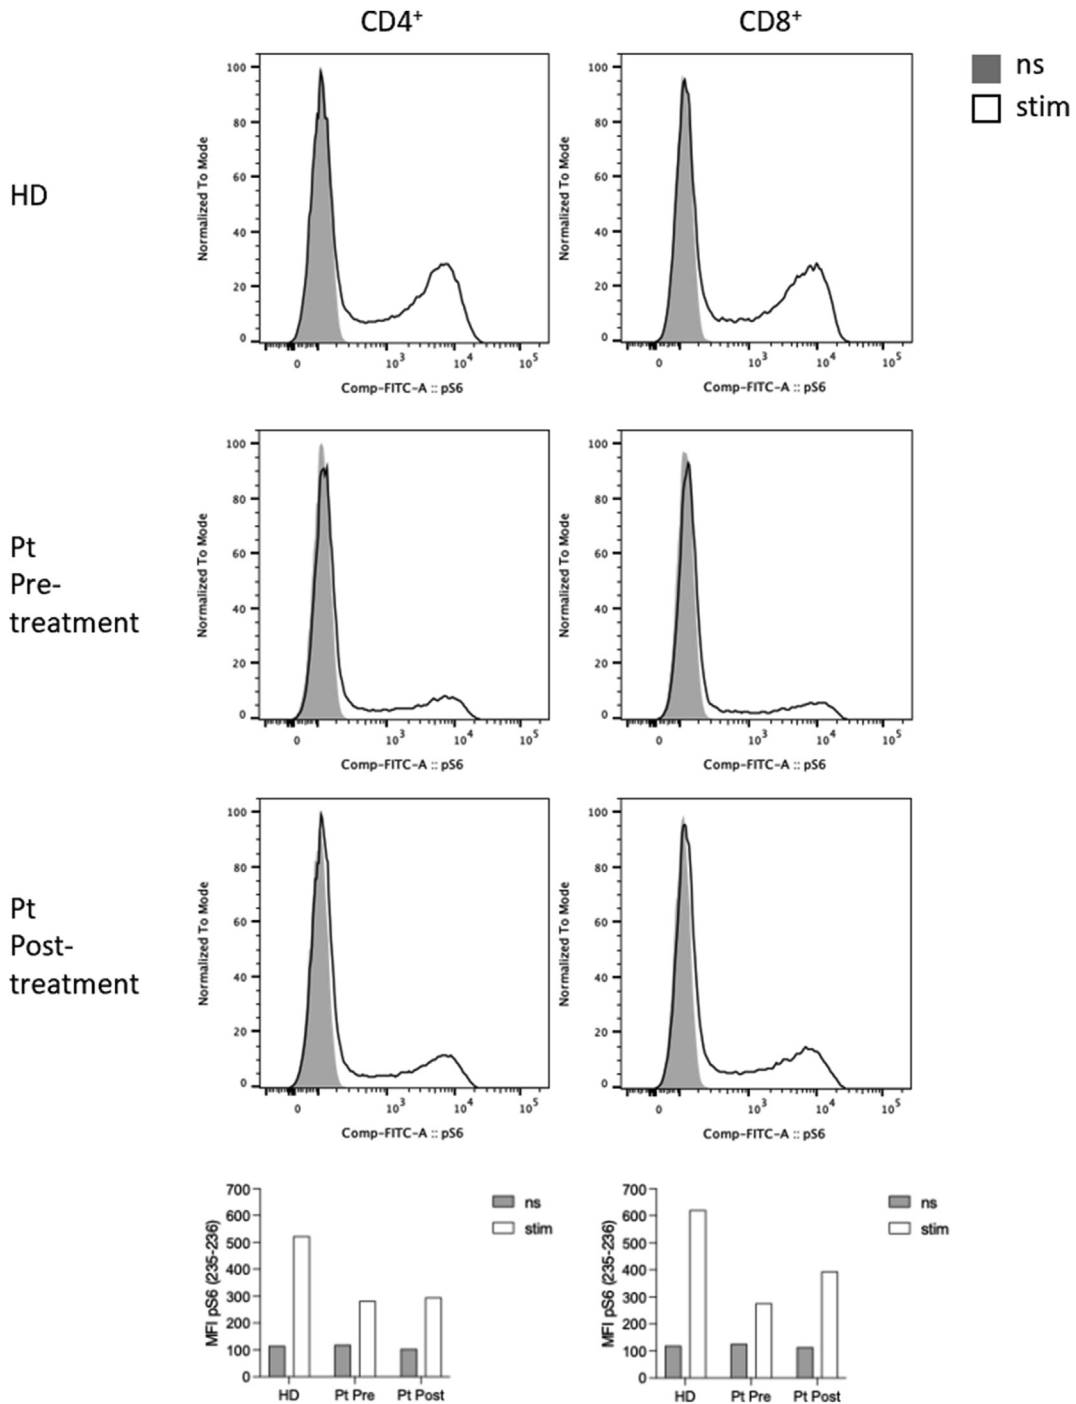 CD4+
CD8+
ns
stim
HD
100
80
60
40
20
0
Normalized To Mode
0 10^3 10^4 10^5
Comp-FITC-A :: pS6
100
80
60
40
20
0
Normalized To Mode
0 10^3 10^4 10^5
Comp-FITC-A :: pS6
Pt
Pre-
treatment
100
80
60
40
20
0
Normalized To Mode
0 10^3 10^4 10^5
Comp-FITC-A :: pS6
100
80
60
40
20
0
Normalized To Mode
0 10^3 10^4 10^5
Comp-FITC-A :: pS6
Pt
Post-
treatment
100
80
60
40
20
0
Normalized To Mode
0 10^3 10^4 10^5
Comp-FITC-A :: pS6
100
80
60
40
20
0
Normalized To Mode
0 10^3 10^4 10^5
Comp-FITC-A :: pS6
700
600
500
400
300
200
100
0
MFI pS6 (235-236)
HD Pt Pre Pt Post
ns
stim
700
600
500
400
300
200
100
0
MFI pS6 (235-236)
HD Pt Pre Pt Post
ns
stim